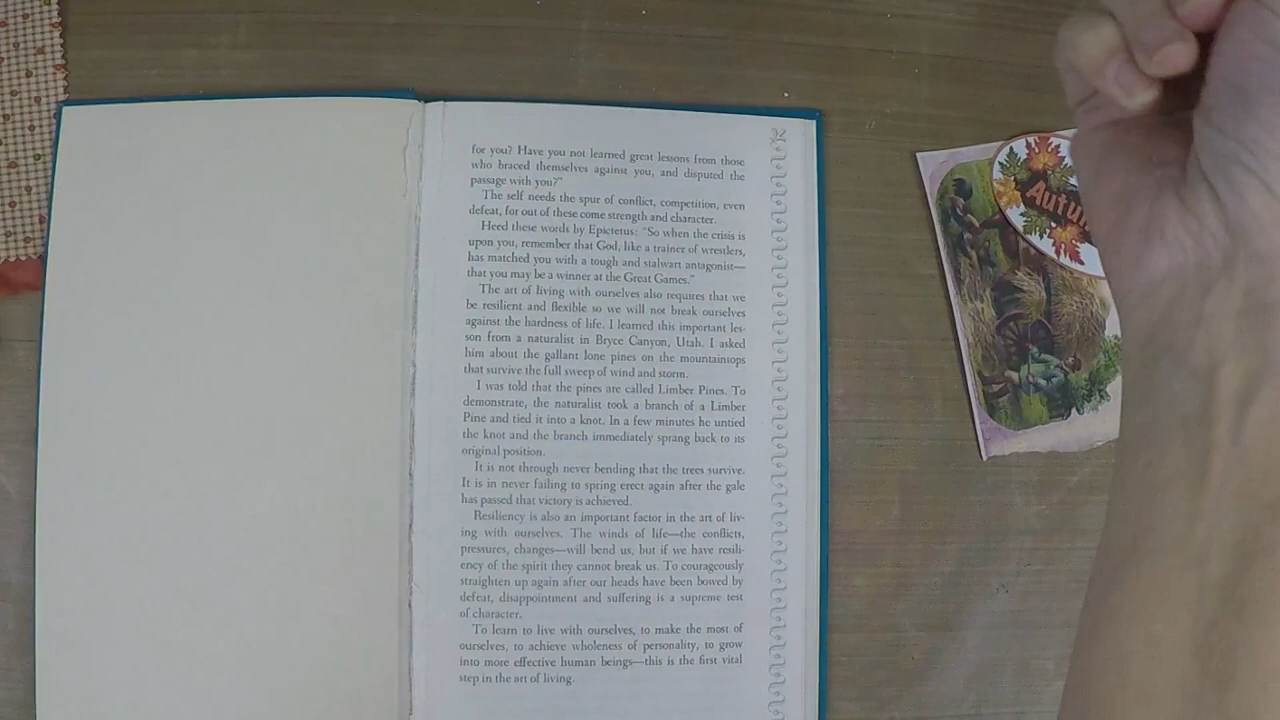 for you? Have you not learned great lessons from those
who braced themselves against you, and disputed the
passage with you?"
The self needs the spur of conflict, competition, even
defeat, for out of these come strength and character.
Heed these words by Epictetus: "So when the crisis is
upon you, remember that God, like a trainer of wrestlers,
has matched you with a tough and stalwart antagonist—
that you may be a winner at the Great Games."
The art of living with ourselves also requires that we
be resilient and flexible so we will not break ourselves
against the hardness of life. I learned this important les-
son from a naturalist in Bryce Canyon, Utah. I asked
him about the gallant lone pines on the mountaintops
that survive the full sweep of wind and storm.
I was told that the pines are called Limber Pines. To
demonstrate, the naturalist took a branch of a Limber
Pine and tied it into a knot. In a few minutes he untied
the knot and the branch immediately sprang back to its
original position.
It is not through never bending that the trees survive.
It is in never failing to spring erect again after the gale
has passed that victory is achieved.
Resiliency is also an important factor in the art of liv-
ing with ourselves. The winds of life—the conflicts,
pressures, changes—will bend us, but if we have resili-
ency of the spirit they cannot break us. To courageously
straighten up again after our heads have been bowed by
defeat, disappointment and suffering is a supreme test
of character.
To learn to live with ourselves, to make the most of
ourselves, to achieve wholeness of personality, to grow
into more effective human beings—this is the first vital
step in the art of living.
Autu